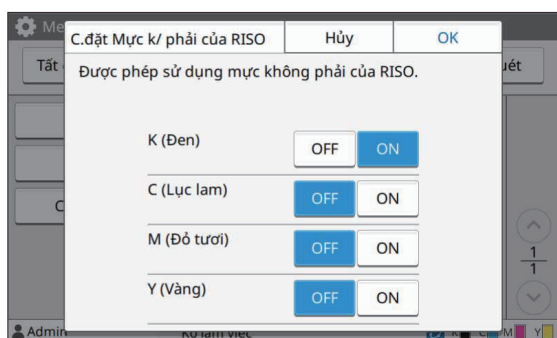 Me
C.đặt Mực k/ phải của RISO
Hủy
OK
Tất
uét
Được phép sử dụng mực không phải của RISO.
K (Đen)
OFF
ON
C (Lục lam)
OFF
ON
C
M (Đỏ tươi)
OFF
ON
1
1
Y (Vàng)
OFF
ON
Admin
K
C
M
Y